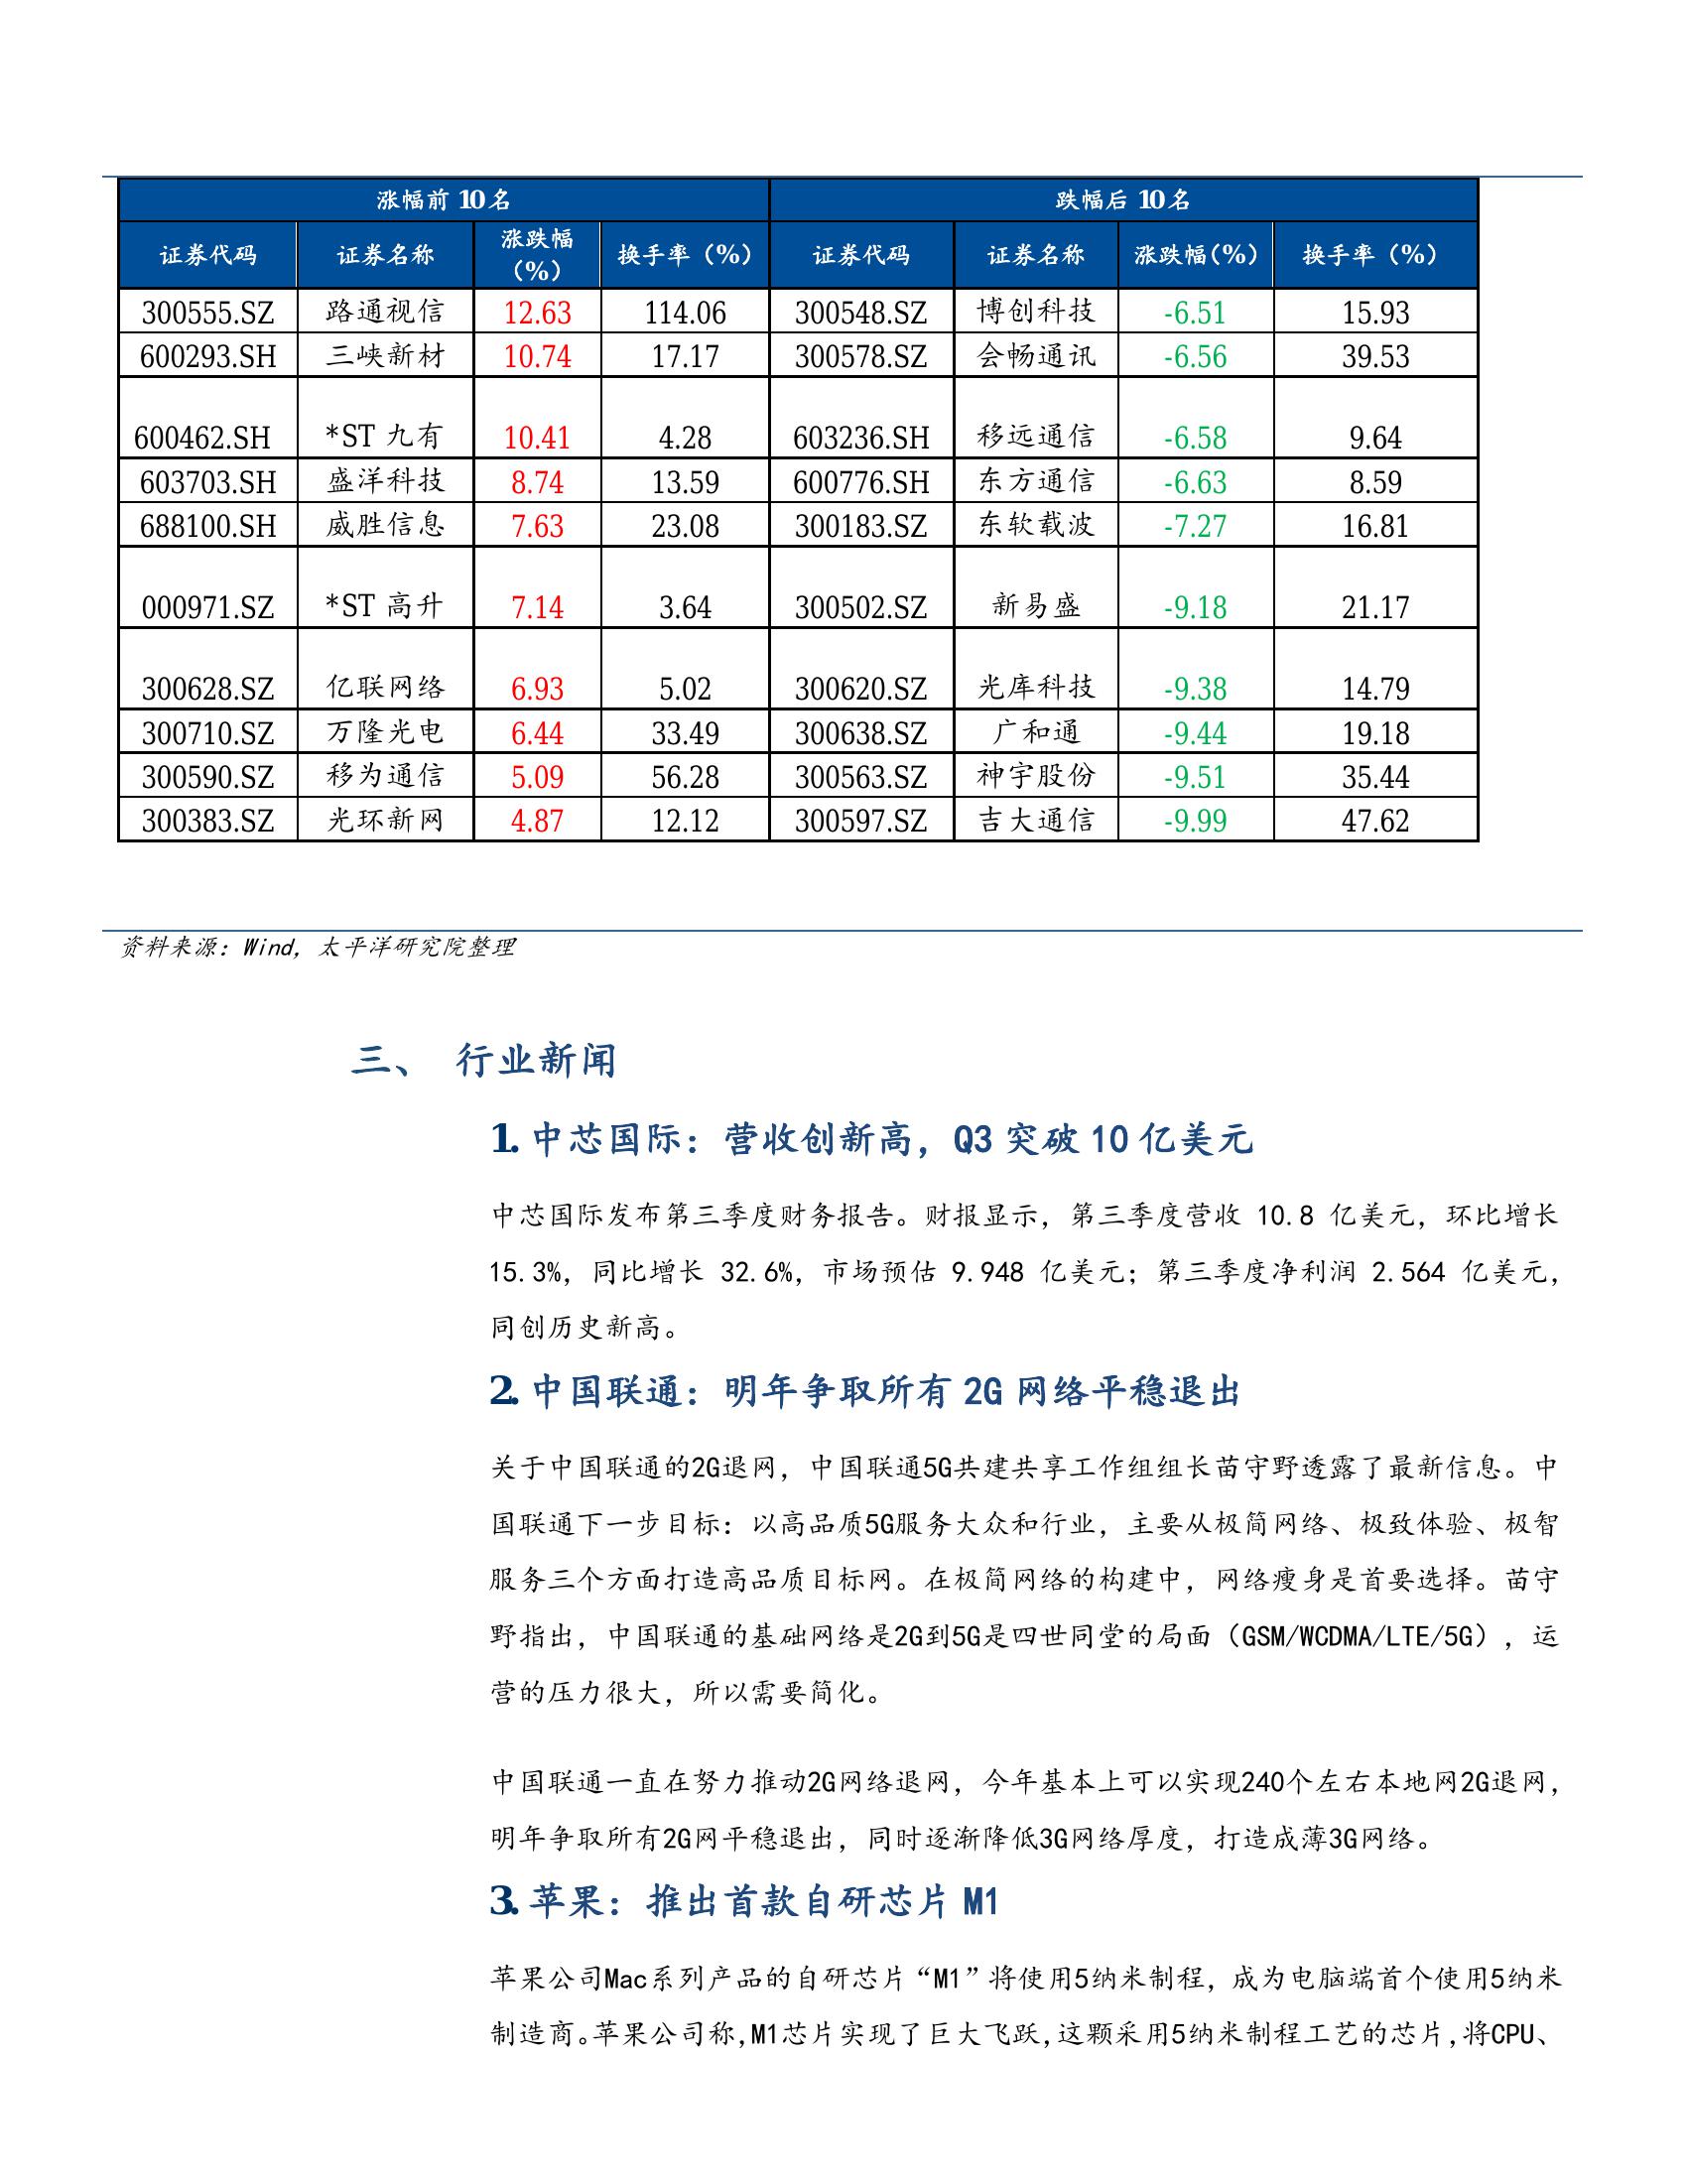 涨幅前 10名 跌幅后 10名
证券代码 证券名称 涨跌幅(%) 换手率（%） 证券代码 证券名称 涨跌幅(%) 换手率（%）
300555.SZ 路通视信 12.63 114.06 300548.SZ 博创科技 -6.51 15.93
600293.SH 三峡新材 10.74 17.17 300578.SZ 会畅通讯 -6.56 39.53
600462.SH *ST 九有 10.41 4.28 603236.SH 移远通信 -6.58 9.64
603703.SH 盛洋科技 8.74 13.59 600776.SH 东方通信 -6.63 8.59
688100.SH 威胜信息 7.63 23.08 300183.SZ 东软载波 -7.27 16.81
000971.SZ *ST 高升 7.14 3.64 300502.SZ 新易盛 -9.18 21.17
300628.SZ 亿联网络 6.93 5.02 300620.SZ 光库科技 -9.38 14.79
300710.SZ 万隆光电 6.44 33.49 300638.SZ 广和通 -9.44 19.18
300590.SZ 移为通信 5.09 56.28 300563.SZ 神宇股份 -9.51 35.44
300383.SZ 光环新网 4.87 12.12 300597.SZ 吉大通信 -9.99 47.62
资料来源：Wind，太平洋研究院整理
三、 行业新闻
1. 中芯国际：营收创新高，Q3 突破 10 亿美元
中芯国际发布第三季度财务报告。财报显示，第三季度营收 10.8 亿美元，环比增长
15.3%，同比增长 32.6%，市场预估 9.948 亿美元；第三季度净利润 2.564 亿美元，
同创历史新高。
2. 中国联通：明年争取所有 2G 网络平稳退出
关于中国联通的2G退网，中国联通5G共建共享工作组组长苗守野透露了最新信息。中
国联通下一步目标：以高品质5G服务大众和行业，主要从极简网络、极致体验、极智
服务三个方面打造高品质目标网。在极简网络的构建中，网络瘦身是首要选择。苗守
野指出，中国联通的基础网络是2G到5G是四世同堂的局面（GSM/WCDMA/LTE/5G），运
营的压力很大，所以需要简化。
中国联通一直在努力推动2G网络退网，今年基本上可以实现240个左右本地网2G退网，
明年争取所有2G网平稳退出，同时逐渐降低3G网络厚度，打造成薄3G网络。
3. 苹果：推出首款自研芯片 M1
苹果公司Mac系列产品的自研芯片“M1”将使用5纳米制程，成为电脑端首个使用5纳米
制造商。苹果公司称,M1芯片实现了巨大飞跃,这颗采用5纳米制程工艺的芯片,将CPU、